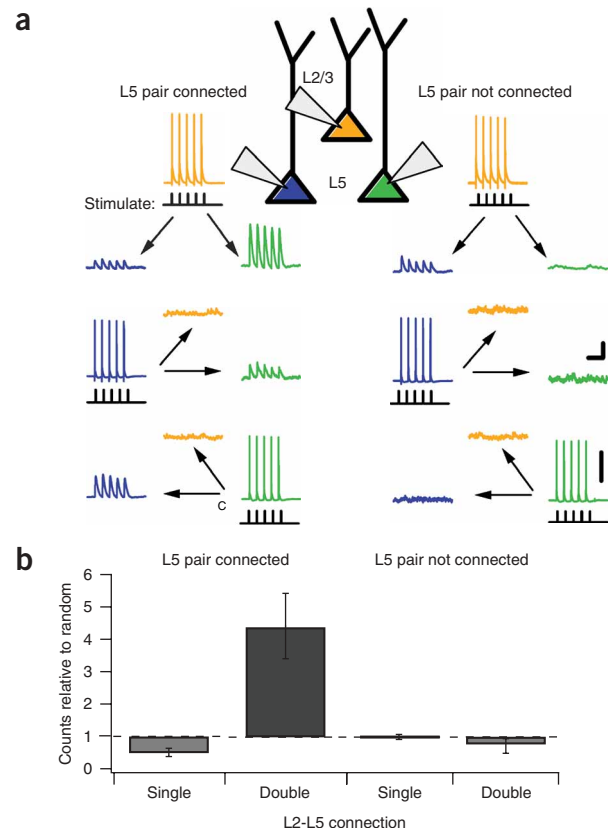 a
L2/3
L5 pair connected
L5 pair not connected
L5
Stimulate:
C
b
L5 pair connected
L5 pair not connected
6
5
4
3
2
1
0
Counts relative to random
Single
Double
Single
Double
L2-L5 connection